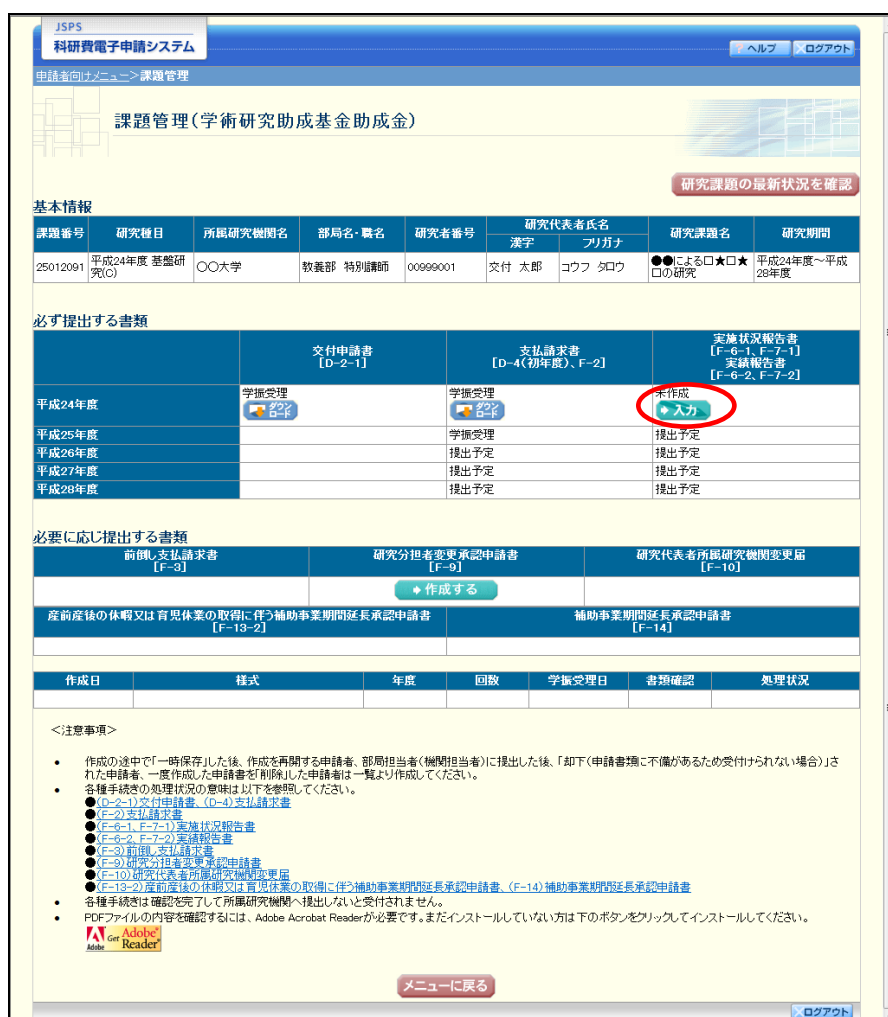 JSPS
科研費電子申請システム
ヘルプ ログアウト
申請者向けメニュー>課題管理
課題管理(学術研究助成基金助成金)
研究課題の最新状況を確認
基本情報
課題番号 研究種目 所属研究機関名 部局名・職名 研究者番号 研究代表者氏名 研究課題名 研究期間
漢字 フリガナ
25012091 平成24年度 基盤研究(C) ○○大学 教養部 特別講師 00999001 交付 太郎 コウフ タロウ ●●による□★□★□の研究 平成24年度~平成28年度
必ず提出する書類
交付申請書
[D-2-1]
支払請求書
[D-4(初年度)、F-2]
実施状況報告書
[F-6-1、F-7-1]
実績報告書
[F-6-2、F-7-2]
平成24年度 学振受理 ダウンロード 学振受理 ダウンロード 未作成 入力
平成25年度 学振受理 提出予定
平成26年度 提出予定 提出予定
平成27年度 提出予定 提出予定
平成28年度 提出予定 提出予定
必要に応じ提出する書類
前倒し支払請求書
[F-3]
研究分担者変更承認申請書
[F-9]
研究代表者所属研究機関変更届
[F-10]
作成する
産前産後の休暇又は育児休業の取得に伴う補助事業期間延長承認申請書
[F-13-2]
補助事業期間延長承認申請書
[F-14]
作成日 様式 年度 回数 学振受理日 書類確認 処理状況
<注意事項>
• 作成の途中で「一時保存」した後、作成を再開する申請者、部局担当者(機関担当者)に提出した後、「却下(申請書類に不備があるため受付けられない場合)」さ
れた申請者、一度作成した申請書を「削除」した申請者は一覧より作成してください。
• 各種手続きの処理状況の意味は以下を参照してください。
●(D-2-1)交付申請書、(D-4)支払請求書
●(F-2)支払請求書
●(F-6-1、F-7-1)実施状況報告書
●(F-6-2、F-7-2)実績報告書
●(F-3)前倒し支払請求書
●(F-9)研究分担者変更承認申請書
●(F-10)研究代表者所属研究機関変更届
●(F-13-2)産前産後の休暇又は育児休業の取得に伴う補助事業期間延長承認申請書、(F-14)補助事業期間延長承認申請書
• 各種手続きは確認を完了して所属研究機関へ提出しないと受付されません。
• PDFファイルの内容を確認するには、Adobe Acrobat Readerが必要です。まだインストールしていない方は下のボタンをクリックしてインストールしてください。
Adobe Get Adobe Reader
メニューに戻る
ログアウト